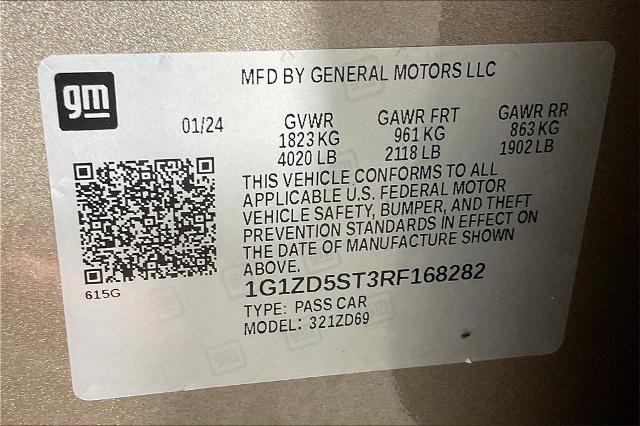 gm
MFD BY GENERAL MOTORS LLC
01/24
GVWR
1823 KG
4020 LB
GAWR FRT
961 KG
2118 LB
GAWR RR
863 KG
1902 LB
THIS VEHICLE CONFORMS TO ALL
APPLICABLE U.S. FEDERAL MOTOR
VEHICLE SAFETY, BUMPER, AND THEFT
PREVENTION STANDARDS IN EFFECT ON
THE DATE OF MANUFACTURE SHOWN
ABOVE.
615G
1G1ZD5ST3RF168282
TYPE: PASS CAR
MODEL: 321ZD69